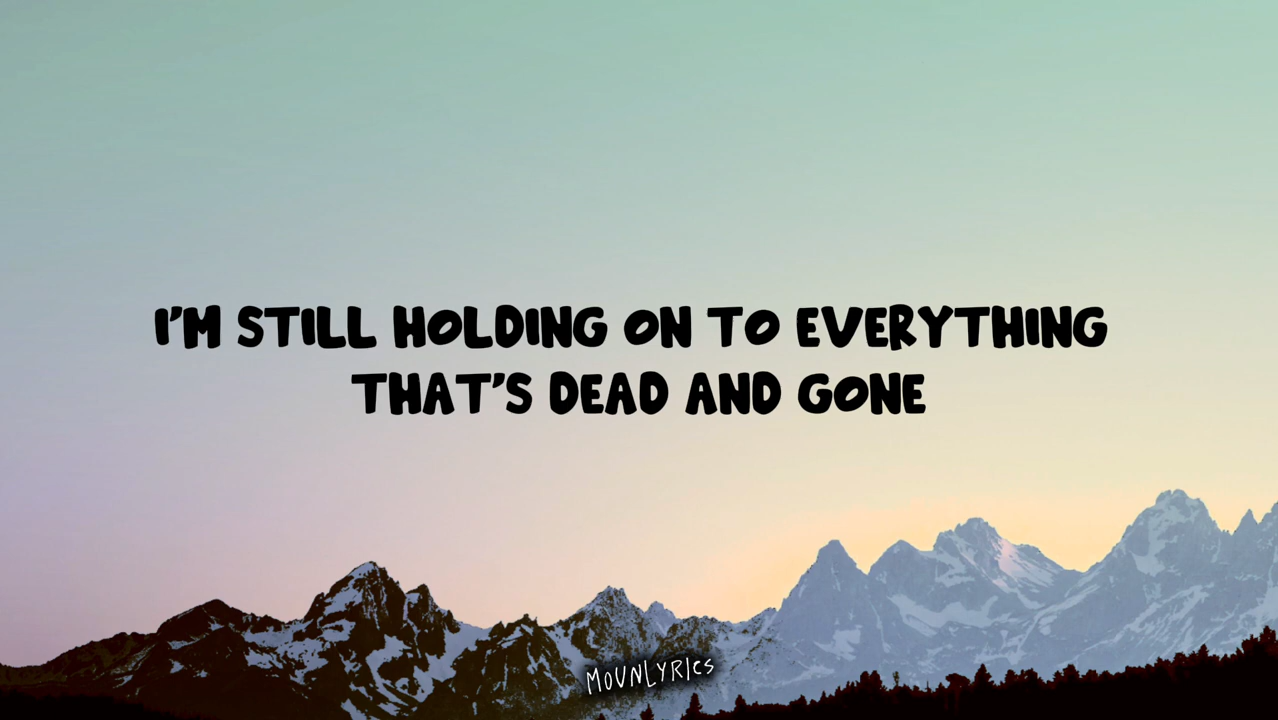 I'M STILL HOLDING ON TO EVERYTHING
THAT'S DEAD AND GONE
MOUNLYRICS